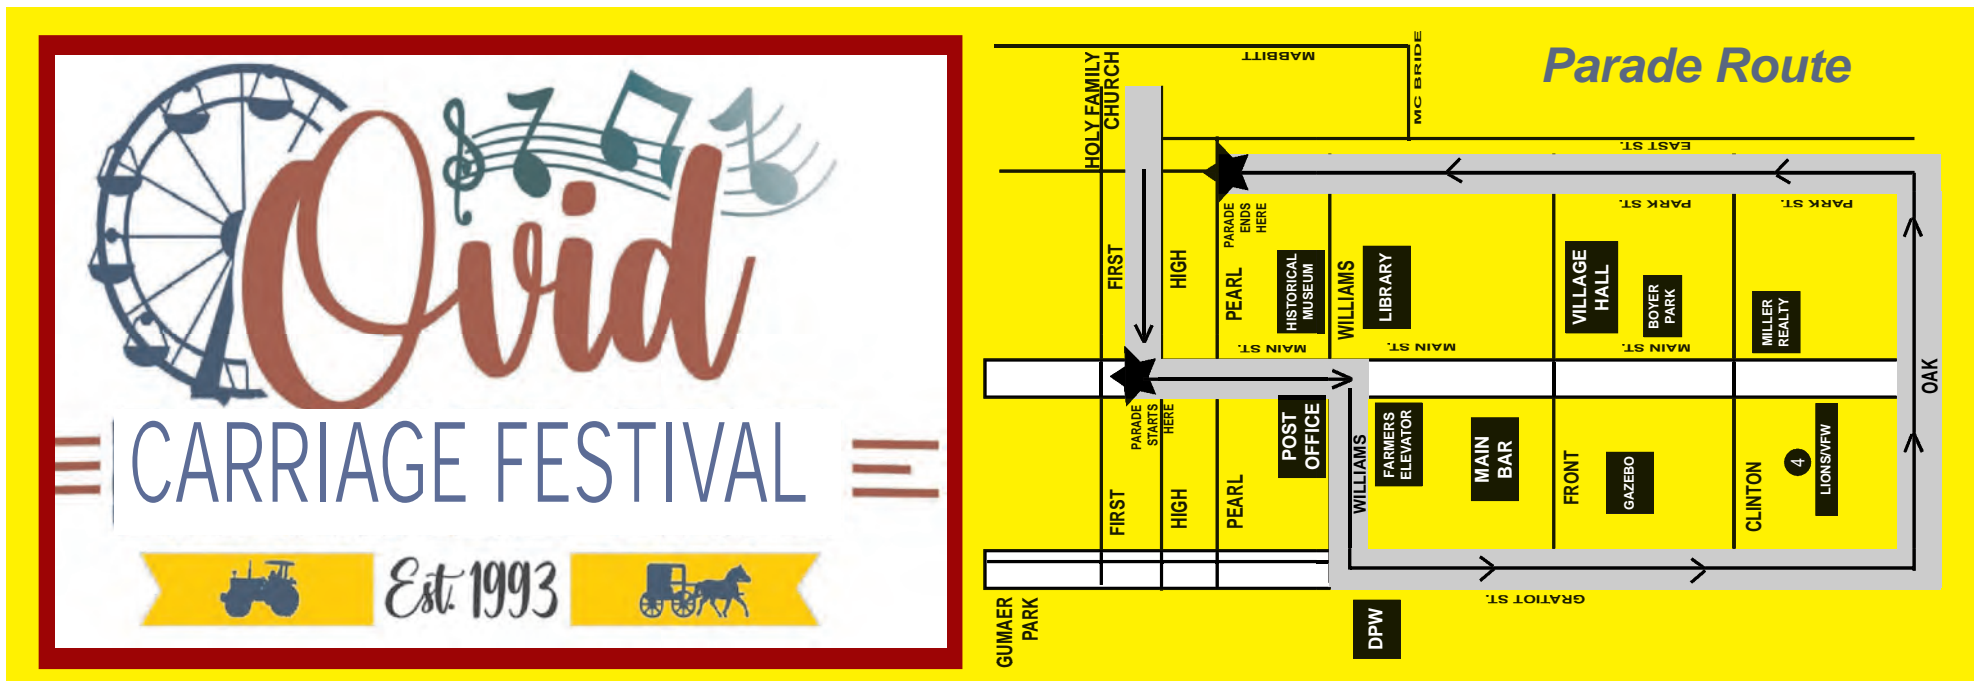 Ovid
CARRIAGE FESTIVAL
Est. 1993
Parade Route
MABBITT
MC BRIDE
HOLY FAMILY
CHURCH
EAST ST.
PARK ST.
PARK ST.
PARADE
ENDS
HERE
FIRST
HIGH
PEARL
HISTORICAL
MUSEUM
WILLIAMS
LIBRARY
VILLAGE
HALL
BOYER
PARK
MILLER
REALTY
MAIN ST.
MAIN ST.
MAIN ST.
OAK
PARADE
STARTS
HERE
POST
OFFICE
WILLIAMS
FARMERS
ELEVATOR
MAIN
BAR
FIRST
HIGH
PEARL
FRONT
GAZEBO
CLINTON
4
LIONS/VFW
GRATIOT ST.
GUMAER
PARK
DPW